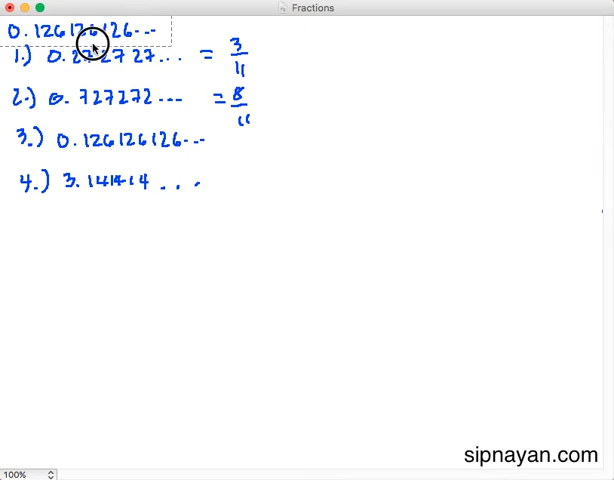 Fractions
0.126126126...
1.) 0.272727... = 3/11
2.) 0.727272... = 8/11
3.) 0.126126126...
4.) 3.141414...
sipnayan.com
100%